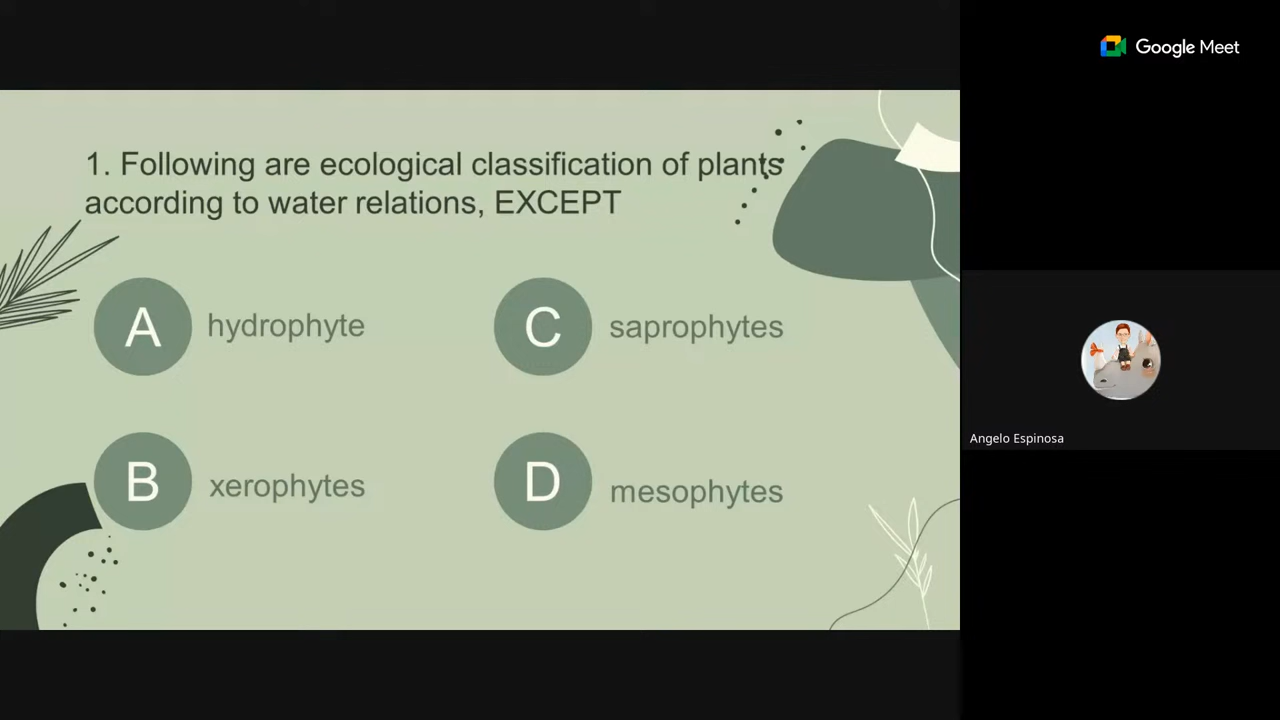 Google Meet
1. Following are ecological classification of plants
according to water relations, EXCEPT
A hydrophyte
C saprophytes
B xerophytes
D mesophytes
Angelo Espinosa